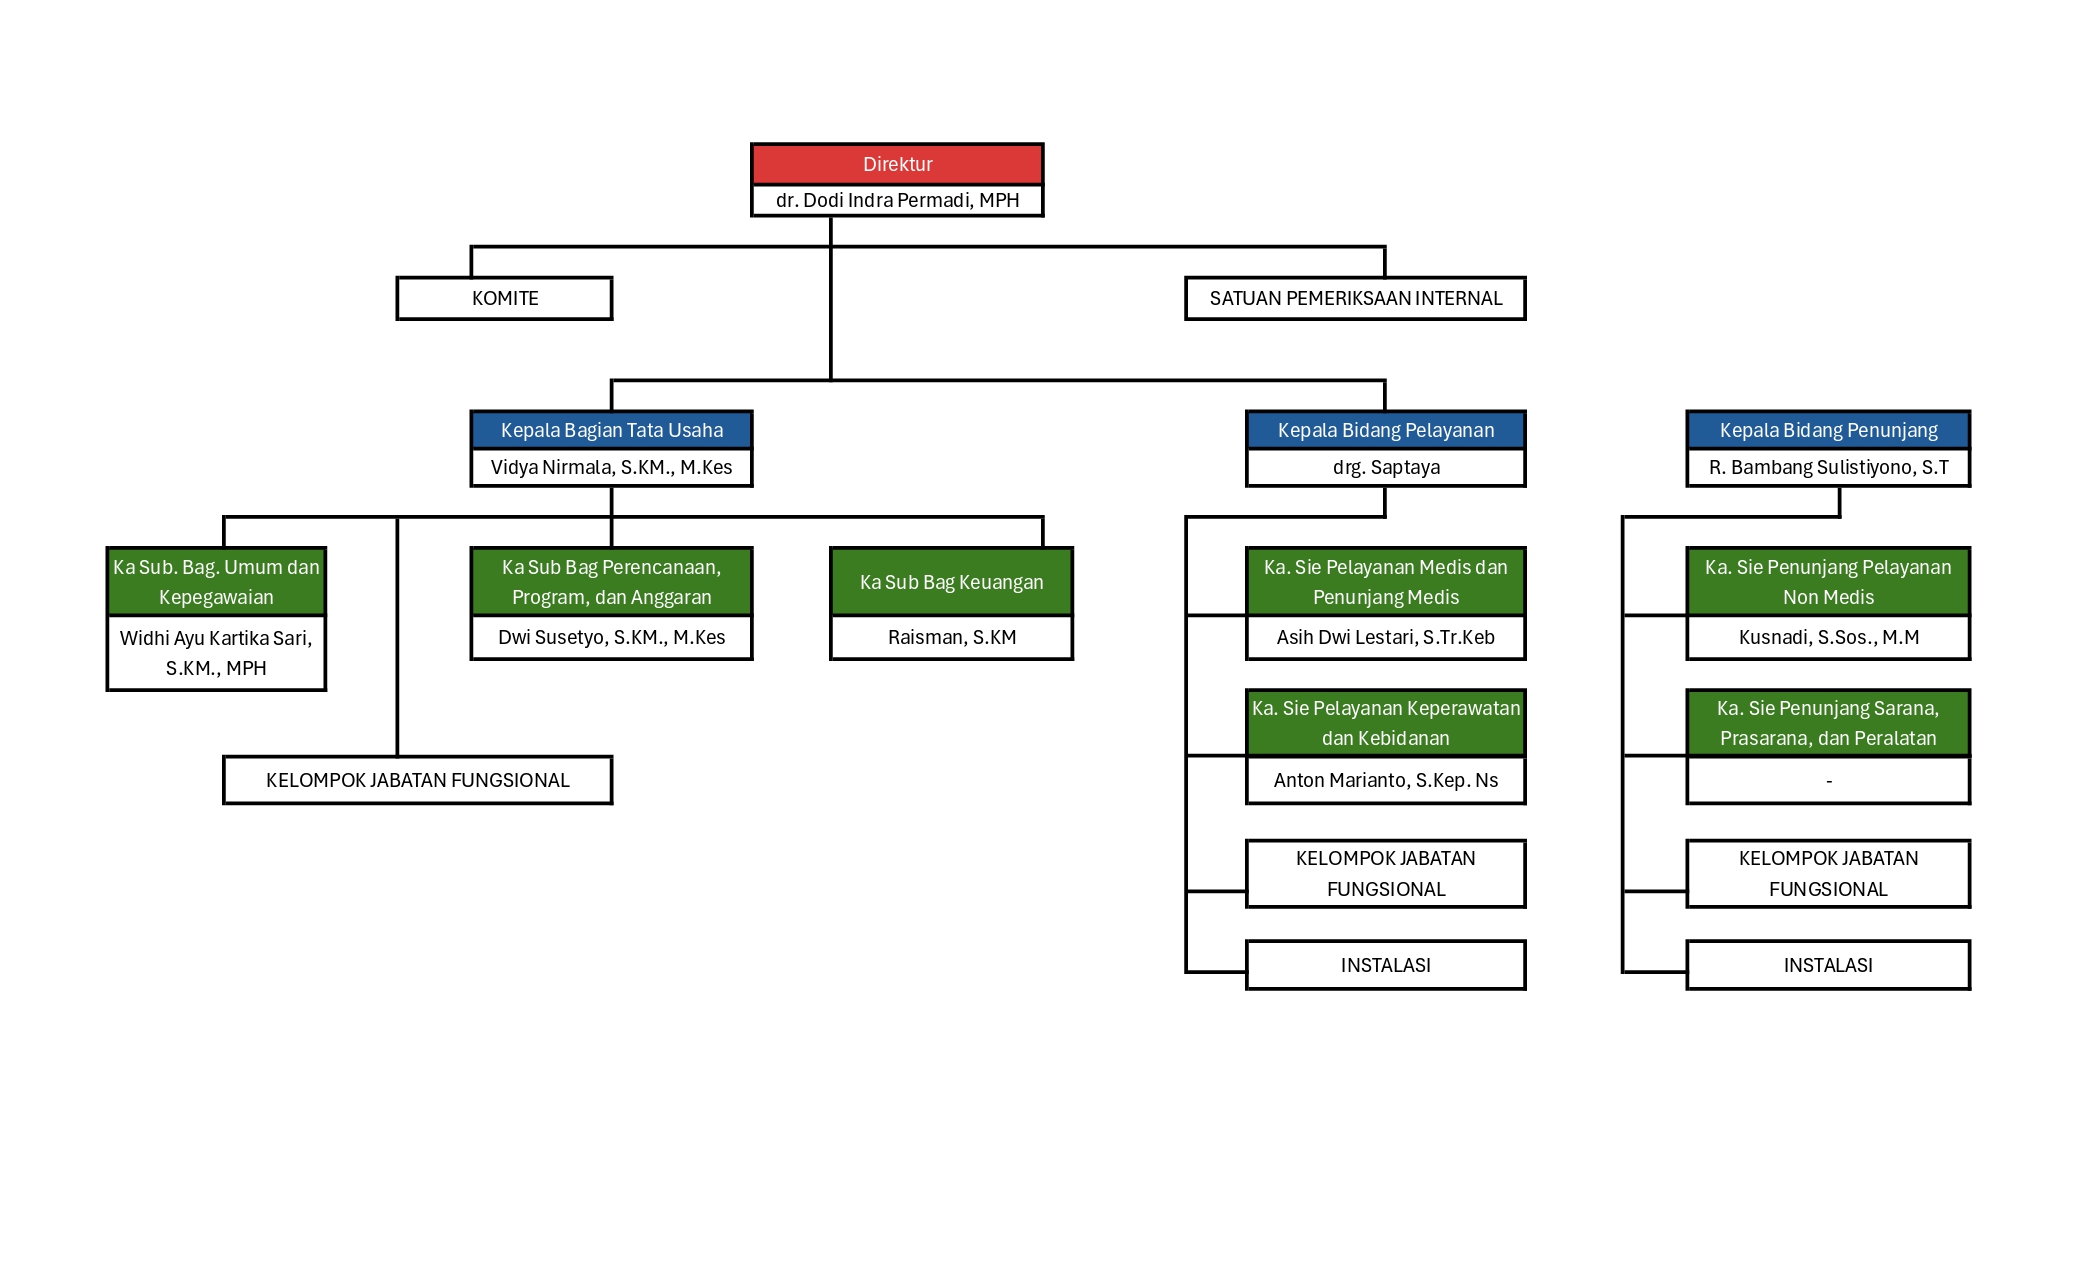 Direktur
dr. Dodi Indra Permadi, MPH
KOMITE
SATUAN PEMERIKSAAN INTERNAL
Kepala Bagian Tata Usaha
Vidya Nirmala, S.KM., M.Kes
Kepala Bidang Pelayanan
drg. Saptaya
Kepala Bidang Penunjang
R. Bambang Sulistiyono, S.T
Ka Sub. Bag. Umum dan
Kepegawaian
Widhi Ayu Kartika Sari,
S.KM., MPH
Ka Sub Bag Perencanaan,
Program, dan Anggaran
Dwi Susetyo, S.KM., M.Kes
Ka Sub Bag Keuangan
Raisman, S.KM
KELOMPOK JABATAN FUNGSIONAL
Ka. Sie Pelayanan Medis dan
Penunjang Medis
Asih Dwi Lestari, S.Tr.Keb
Ka. Sie Pelayanan Keperawatan
dan Kebidanan
Anton Marianto, S.Kep. Ns
KELOMPOK JABATAN
FUNGSIONAL
INSTALASI
Ka. Sie Penunjang Pelayanan
Non Medis
Kusnadi, S.Sos., M.M
Ka. Sie Penunjang Sarana,
Prasarana, dan Peralatan
-
KELOMPOK JABATAN
FUNGSIONAL
INSTALASI